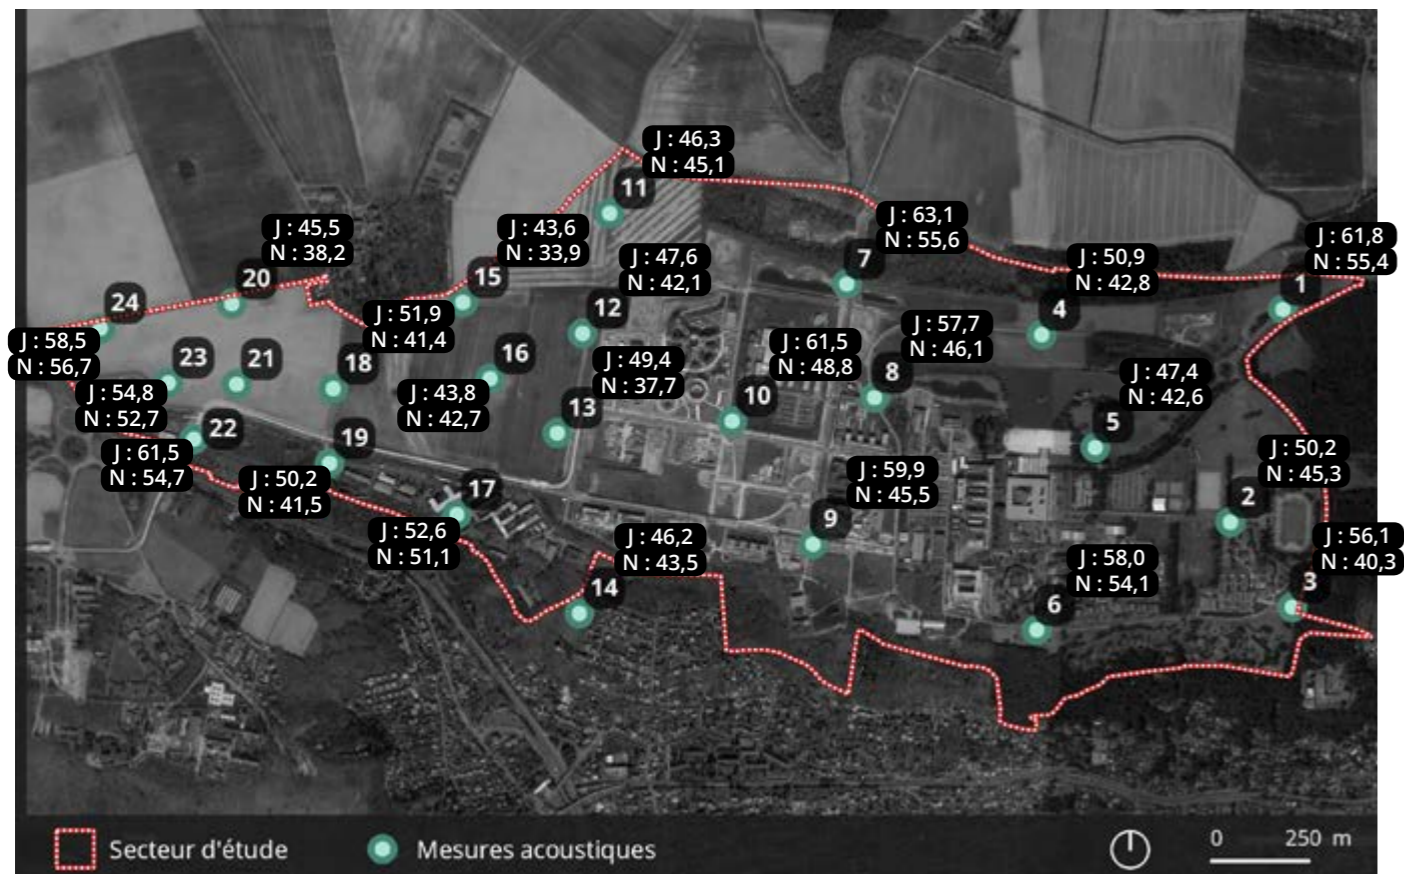 J : 46,3
N : 45,1
11
J : 63,1
N : 55,6
7
J : 45,5
N : 38,2
J : 43,6
N : 33,9
J : 47,6
N : 42,1
J : 50,9
N : 42,8
4
J : 61,8
N : 55,4
1
24
20
15
12
J : 58,5
N : 56,7
J : 51,9
N : 41,4
J : 49,4
N : 37,7
J : 61,5
N : 48,8
J : 57,7
N : 46,1
23
21
18
16
8
J : 47,4
N : 42,6
J : 54,8
N : 52,7
J : 43,8
N : 42,7
13
10
5
22
19
J : 61,5
N : 54,7
J : 50,2
N : 41,5
17
J : 59,9
N : 45,5
J : 50,2
N : 45,3
2
9
J : 52,6
N : 51,1
J : 46,2
N : 43,5
14
J : 58,0
N : 54,1
6
J : 56,1
N : 40,3
3
Secteur d'étude
Mesures acoustiques
0 250 m